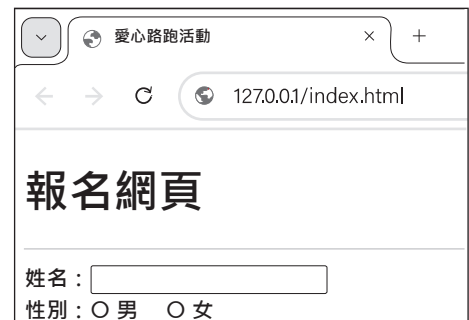 愛心路跑活動
127.0.0.1/index.html
報名網頁
姓名：
性別：○男 ○女